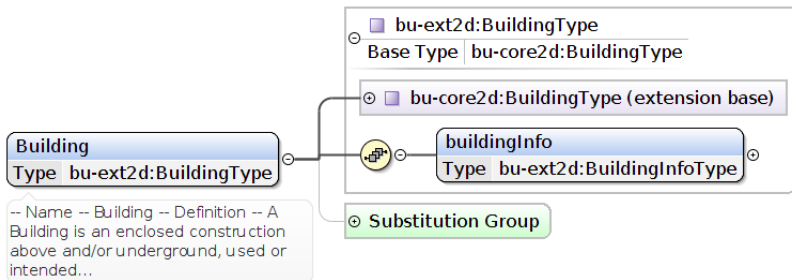 bu-ext2d:BuildingType
Base Type bu-core2d:BuildingType
bu-core2d:BuildingType (extension base)
Building
Type bu-ext2d:BuildingType
buildingInfo
Type bu-ext2d:BuildingInfoType
-- Name -- Building -- Definition -- A
Building is an enclosed construction
above and/or underground, used or
intended...
Substitution Group